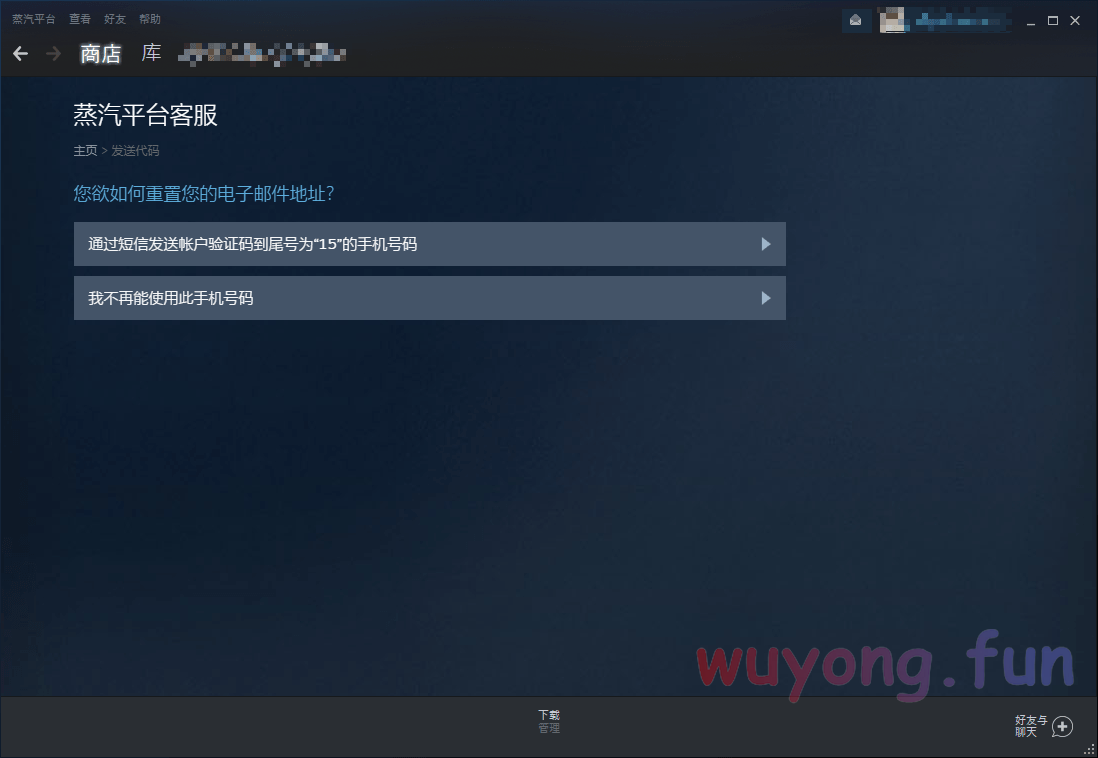 蒸汽平台 查看 好友 帮助
商店 库
蒸汽平台客服
主页 > 发送代码
您欲如何重置您的电子邮件地址?
通过短信发送帐户验证码到尾号为“15”的手机号码
我不再能使用此手机号码
wuyong.fun
下载
管理
好友与
聊天